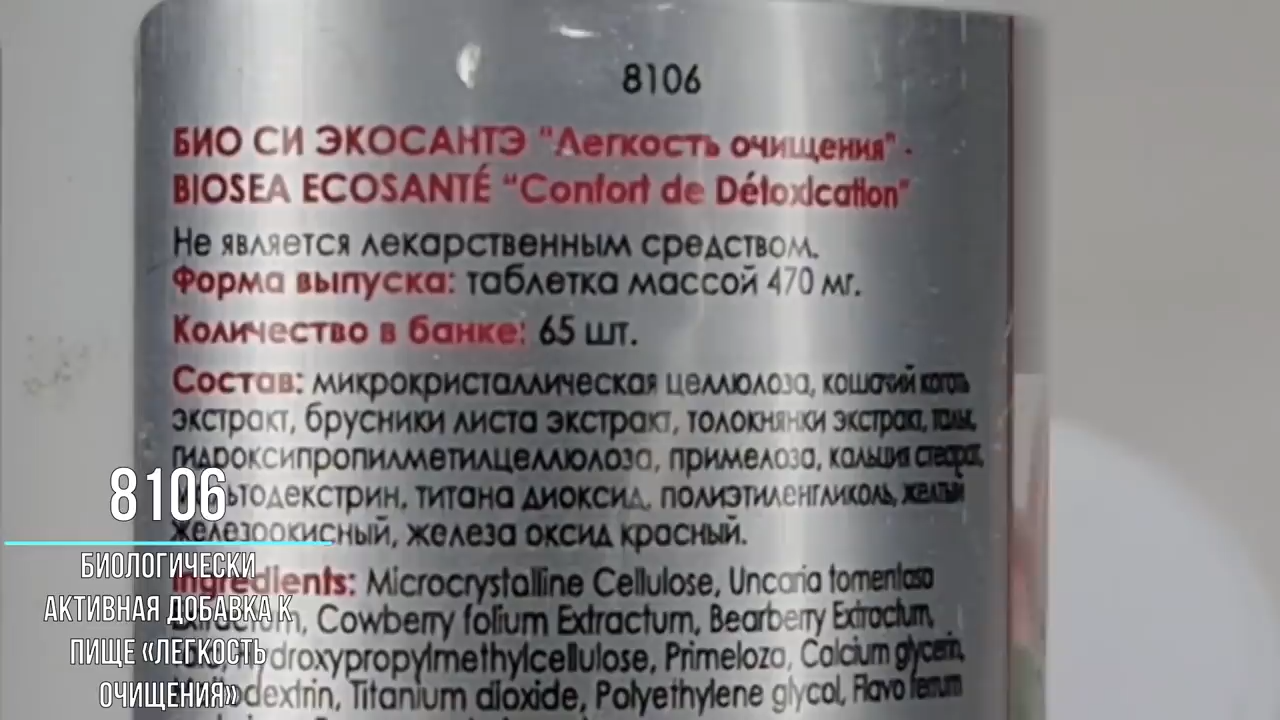 8106
БИО СИ ЭКОСАНТЭ "Легкость очищения" -
BIOSEA ECOSANTÉ "Confort de Détoxication"
Не является лекарственным средством.
Форма выпуска: таблетка массой 470 мг.
Количество в банке: 65 шт.
Состав: микрокристаллическая целлюлоза, кошачий коготь
экстракт, брусники листа экстракт, толокнянки экстракт, тальк,
гидроксипропилметилцеллюлоза, примелоза, кальция стеарат,
титана диоксид, полиэтиленгликоль, желтый
железоокисный, железа оксид красный.
Ingredients: Microcrystalline Cellulose, Uncaria tomentosa
Cowberry folium Extractum, Bearberry Extractum,
Hydroxypropylmethylcellulose, Primeloza, Calcium glycerin,
Titanium dioxide, Polyethylene glycol, Flavo ferrum
8106
БИОЛОГИЧЕСКИ
АКТИВНАЯ ДОБАВКА К
ПИЩЕ «ЛЕГКОСТЬ
ОЧИЩЕНИЯ»